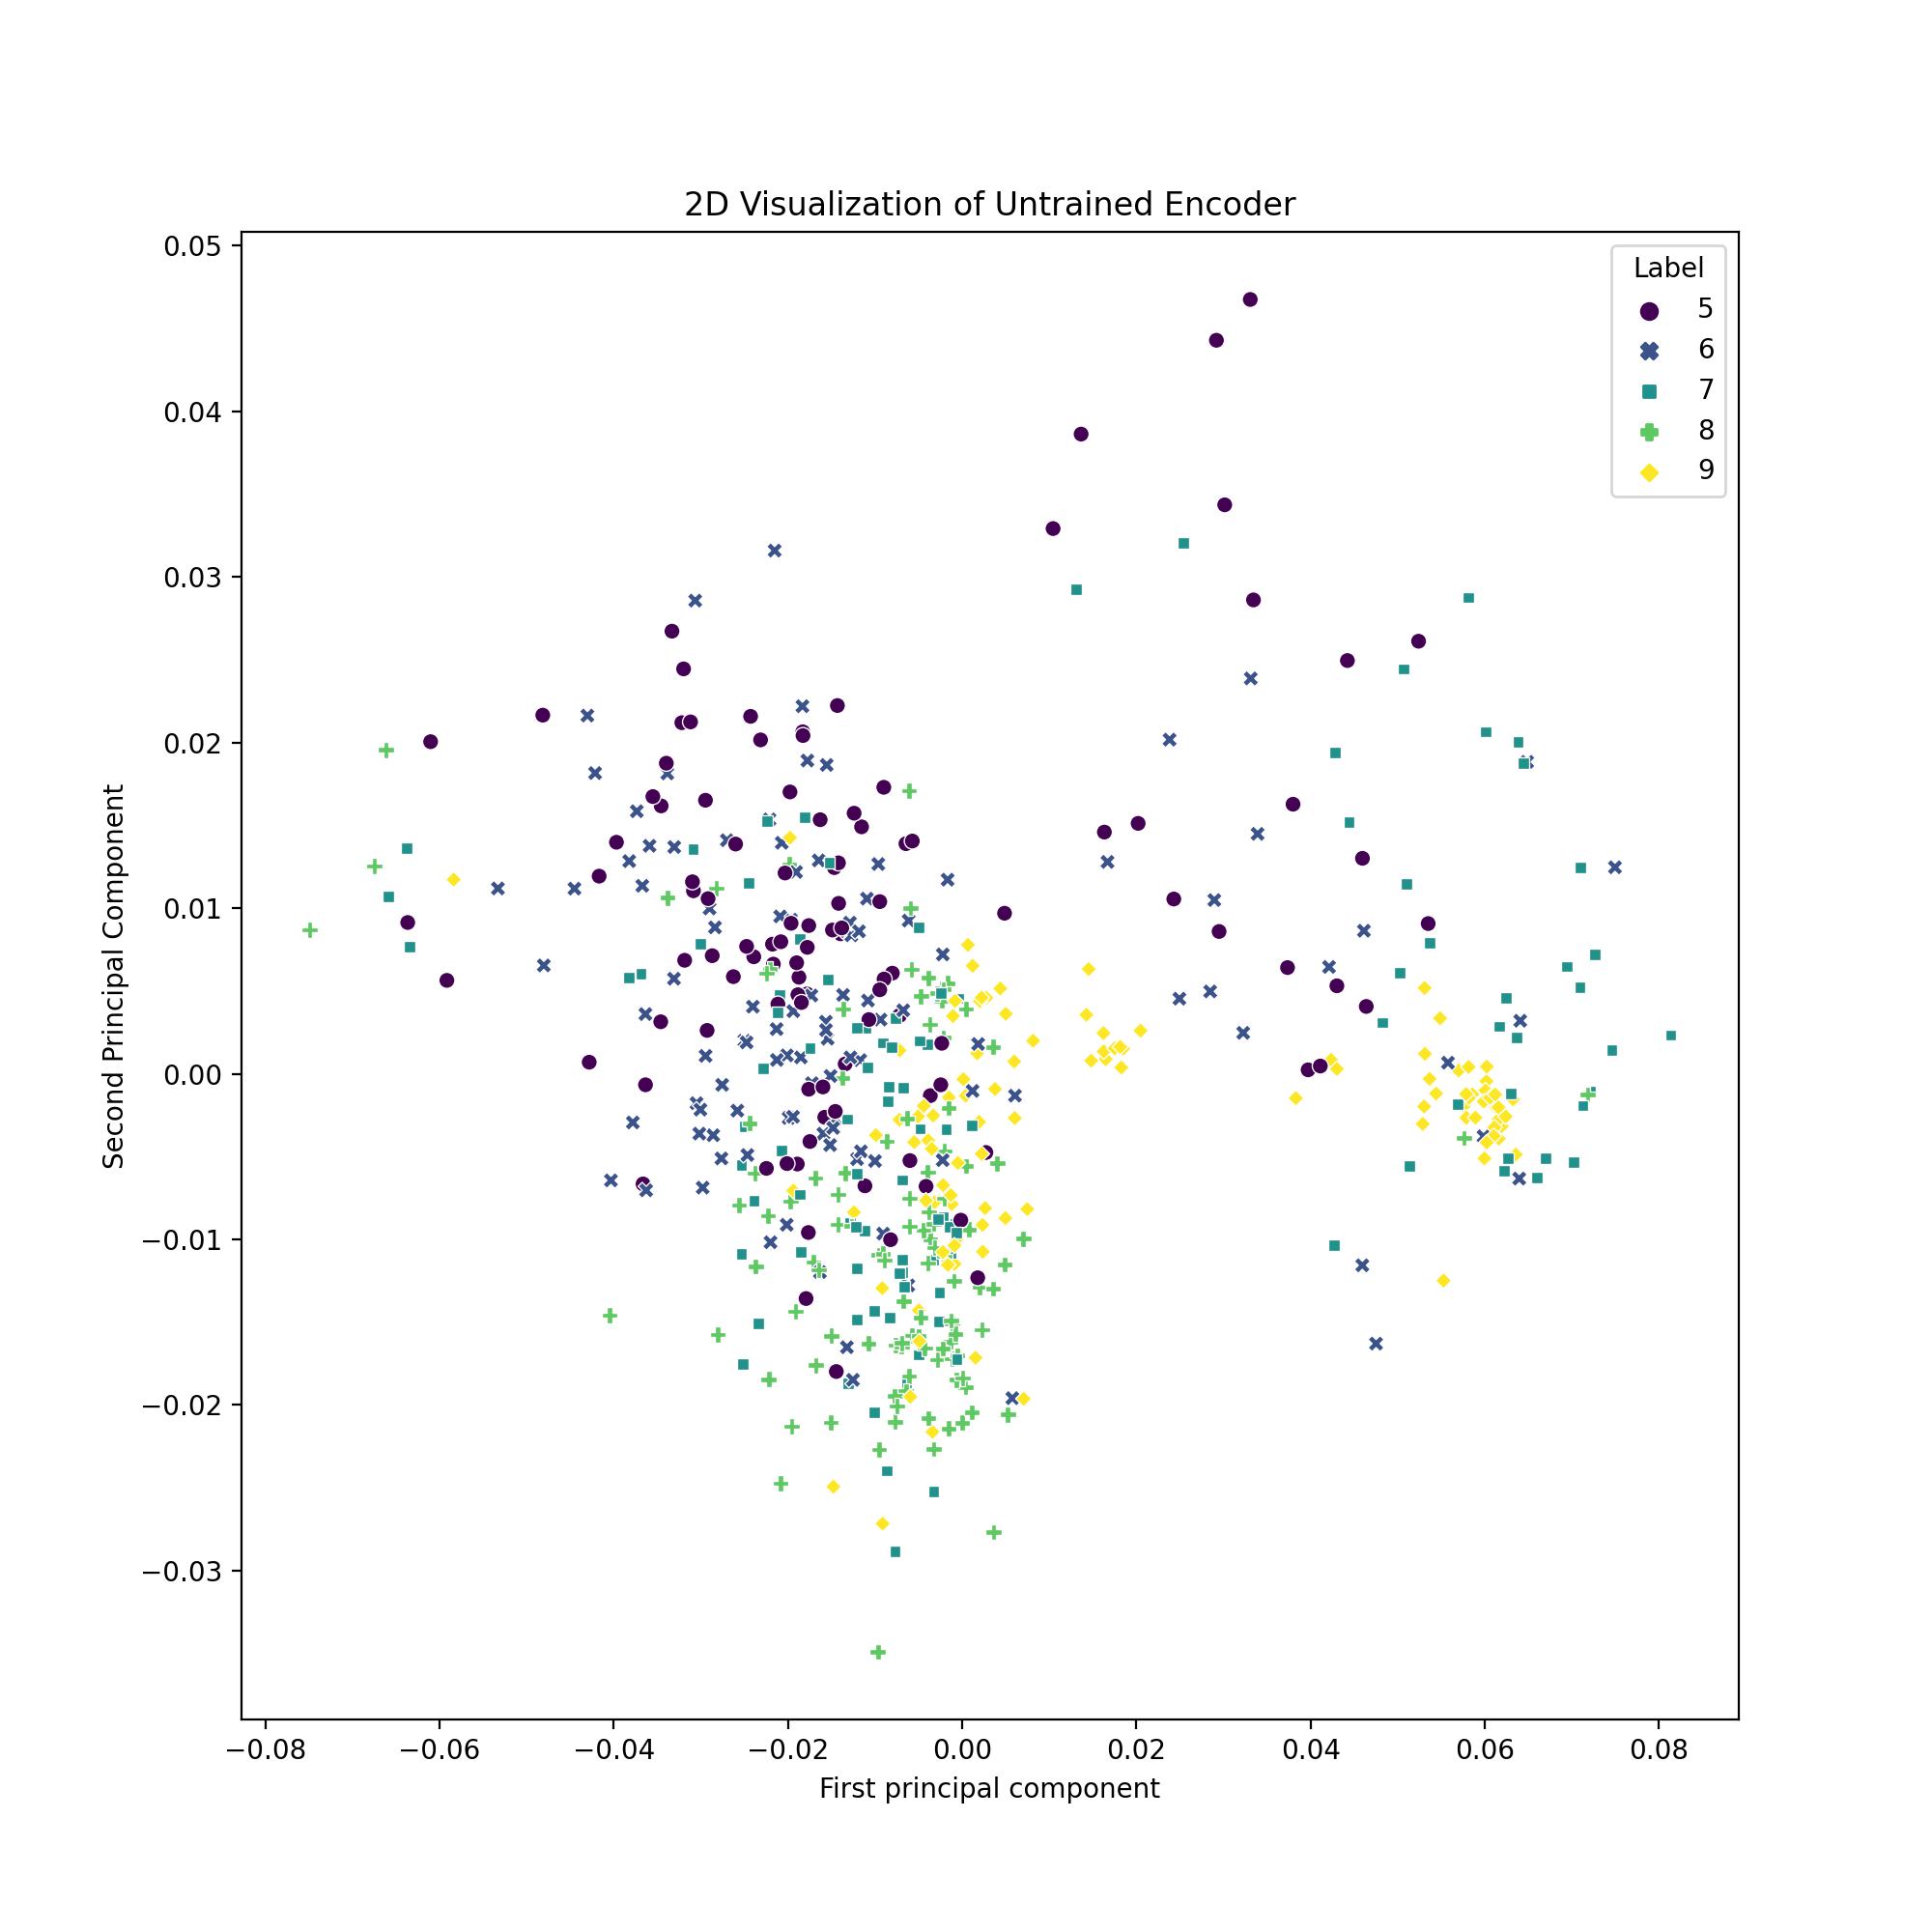 2D Visualization of Untrained Encoder
0.05
0.04
0.03
0.02
0.01
0.00
−0.01
−0.02
−0.03
Second Principal Component
Label
5
6
7
8
9
−0.08 −0.06 −0.04 −0.02 0.00 0.02 0.04 0.06 0.08
First principal component